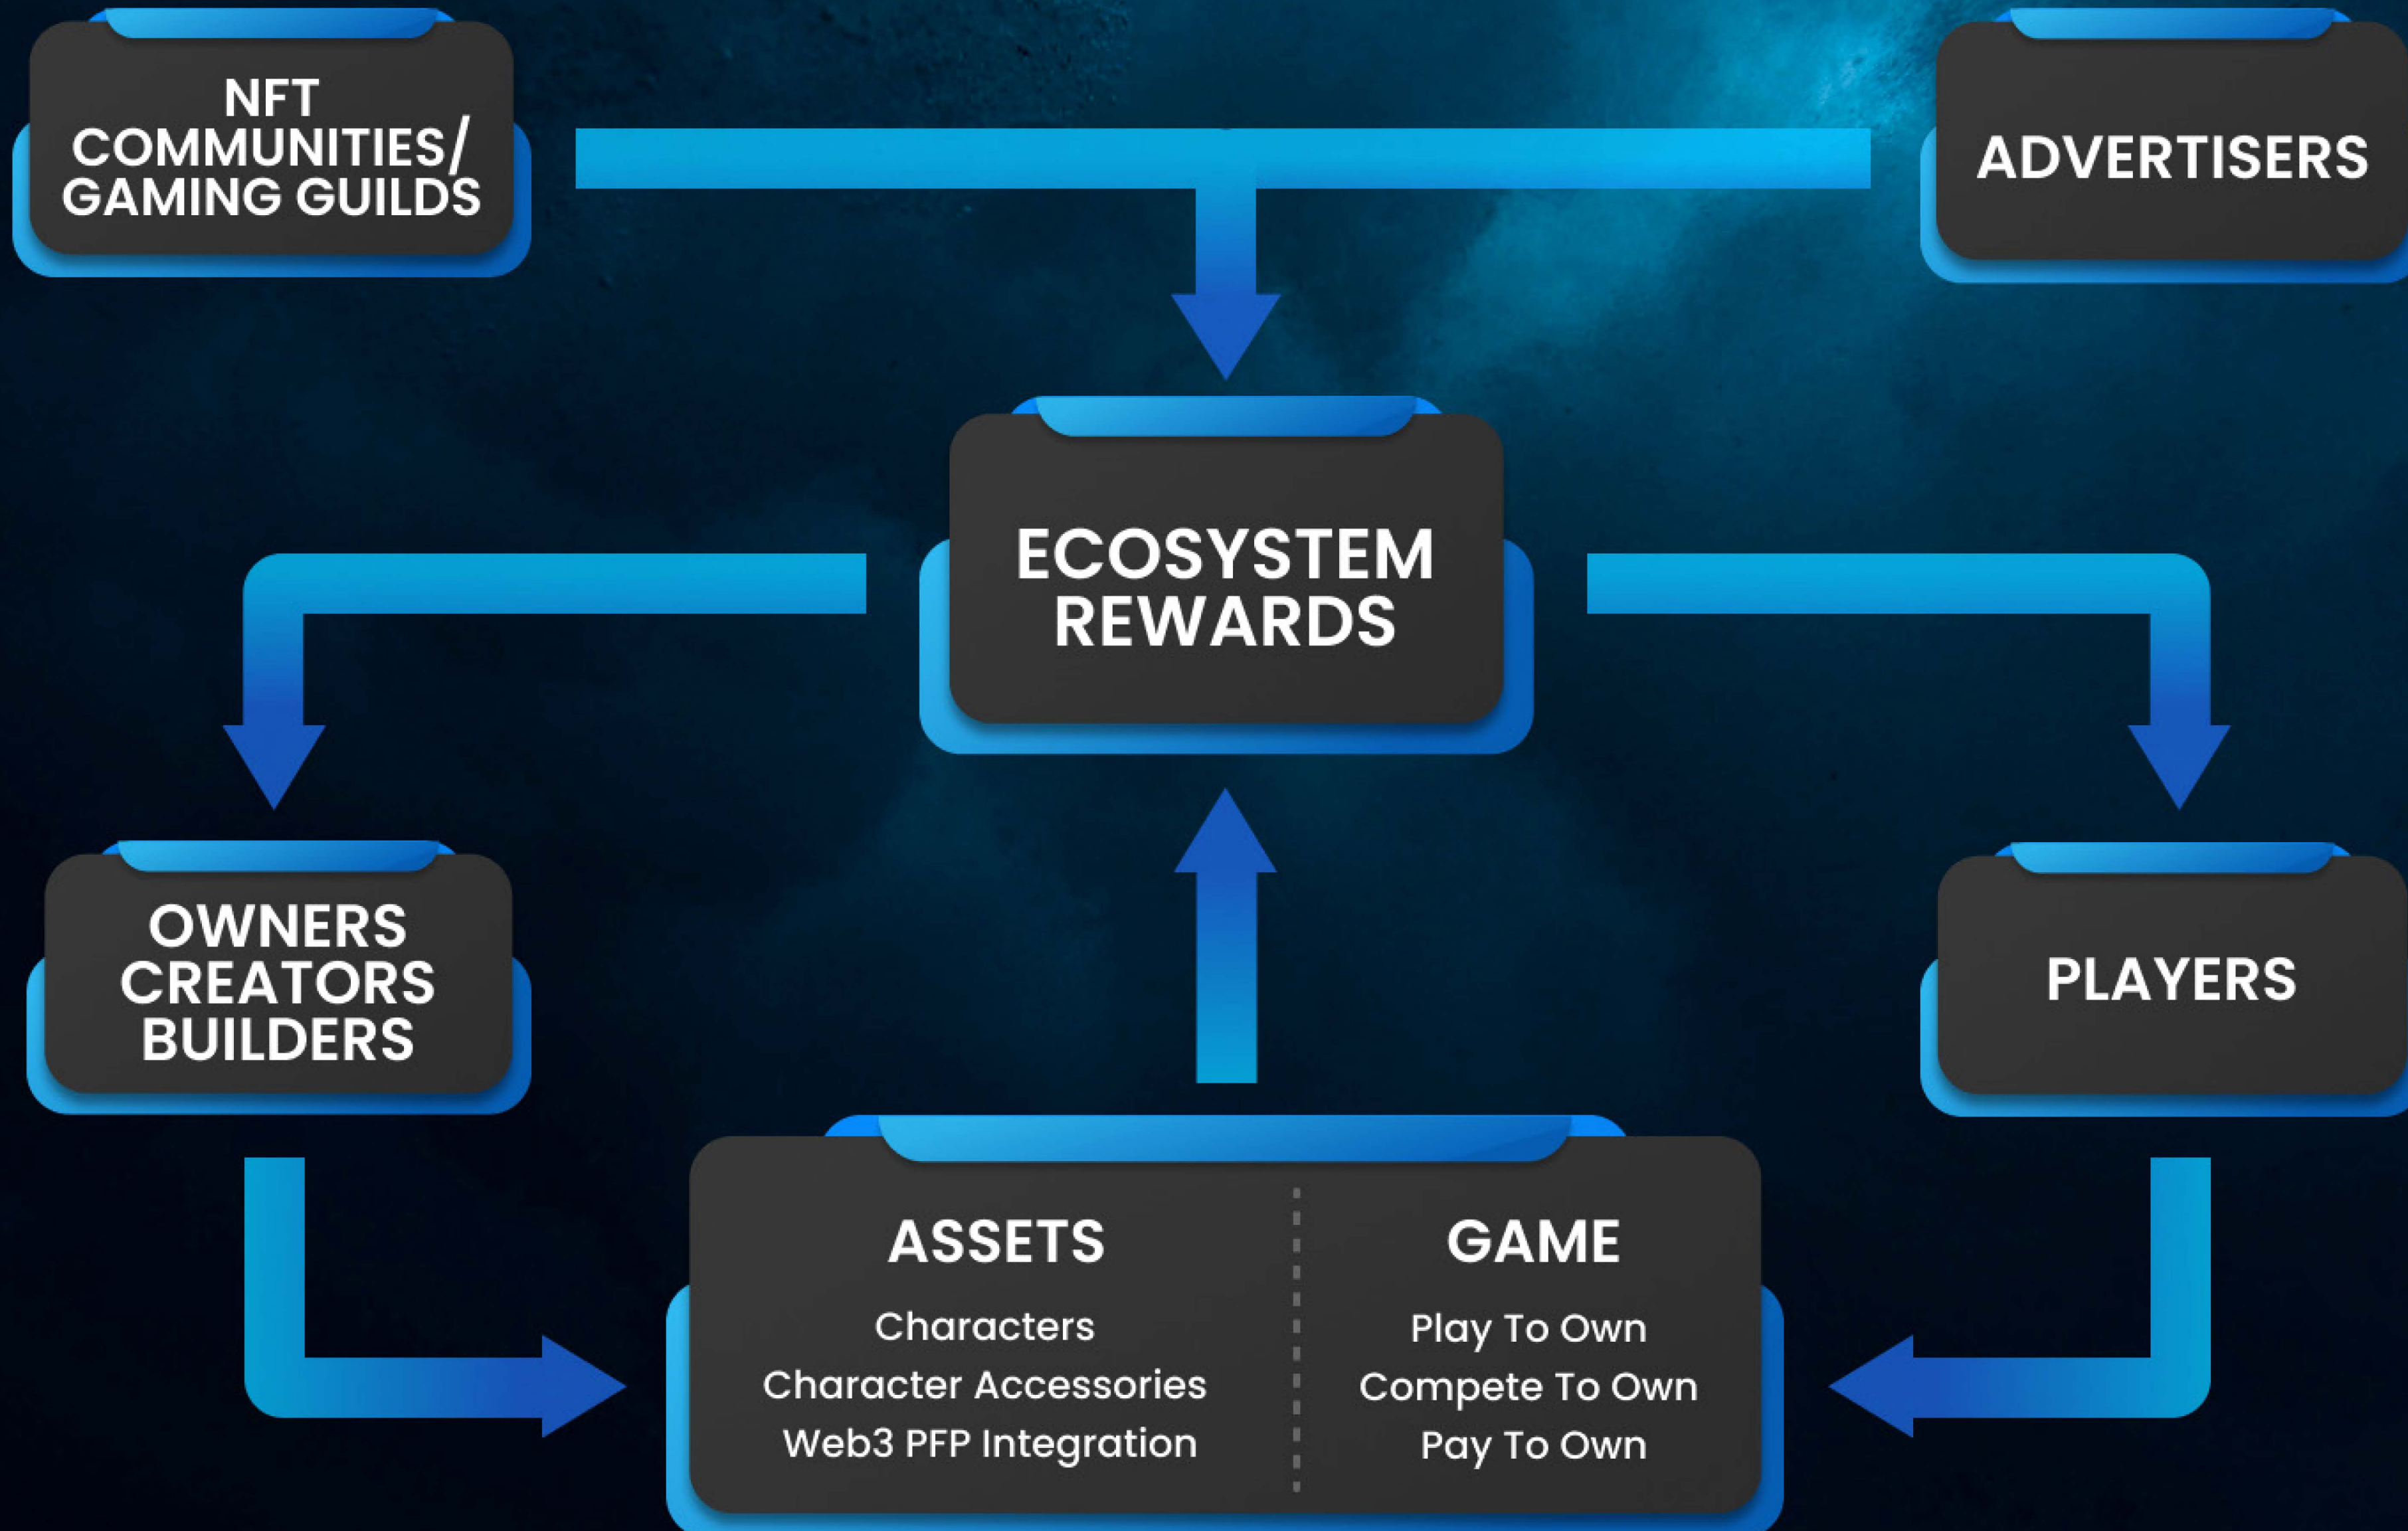 NFT
COMMUNITIES/
GAMING GUILDS
ADVERTISERS
ECOSYSTEM
REWARDS
OWNERS
CREATORS
BUILDERS
PLAYERS
ASSETS
Characters
Character Accessories
Web3 PFP Integration
GAME
Play To Own
Compete To Own
Pay To Own